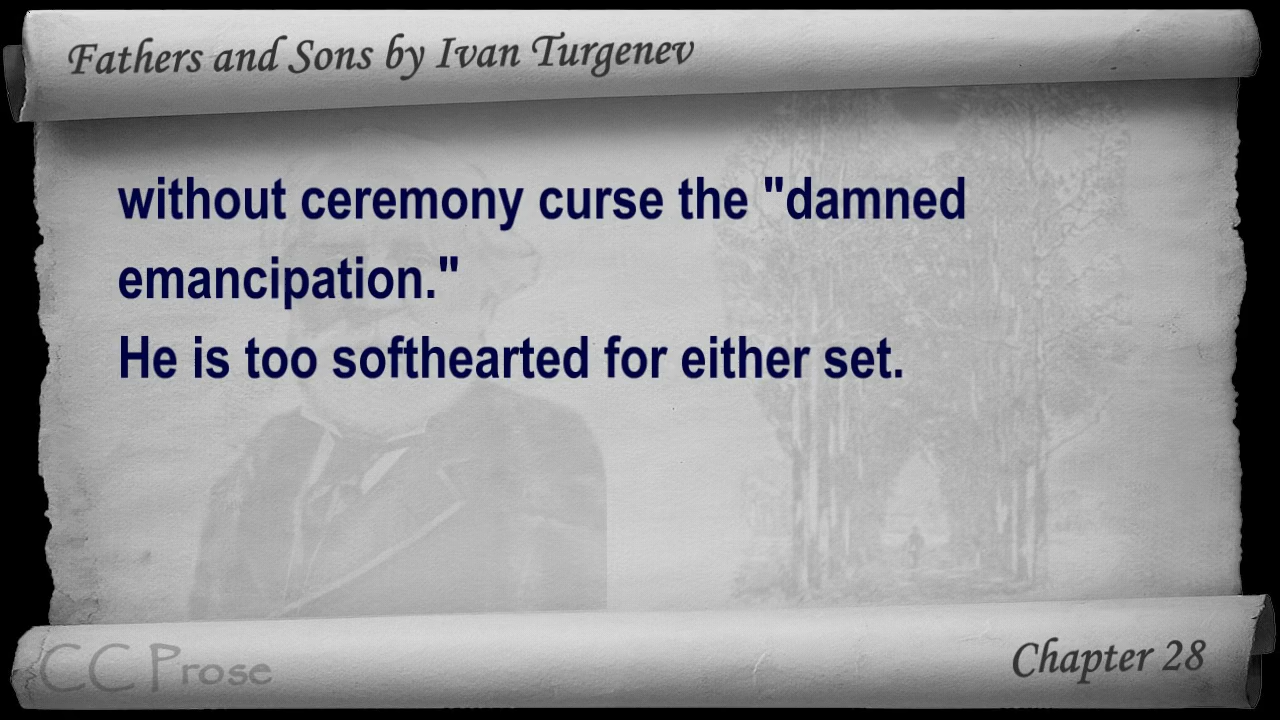 Fathers and Sons by Ivan Turgenev
without ceremony curse the "damned
emancipation."
He is too softhearted for either set.
CC Prose
Chapter 28